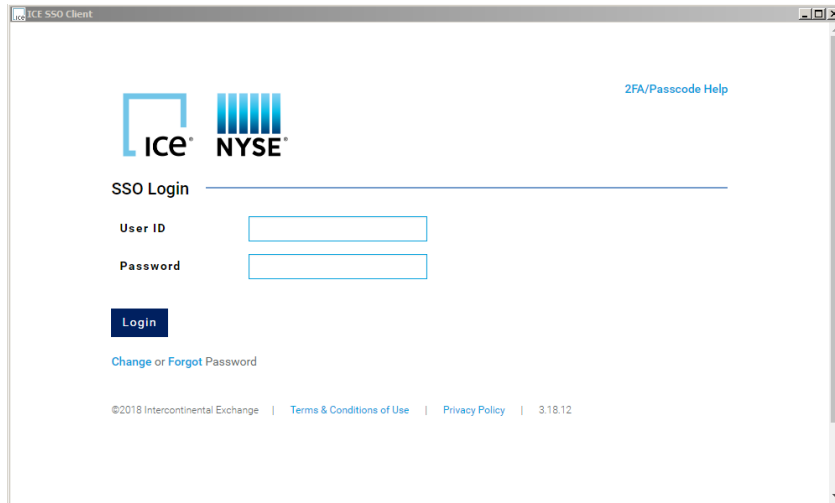 ice ICE SSO Client
2FA/Passcode Help
ice® NYSE®
SSO Login
User ID
Password
Login
Change or Forgot Password
©2018 Intercontinental Exchange | Terms & Conditions of Use | Privacy Policy | 3.18.12